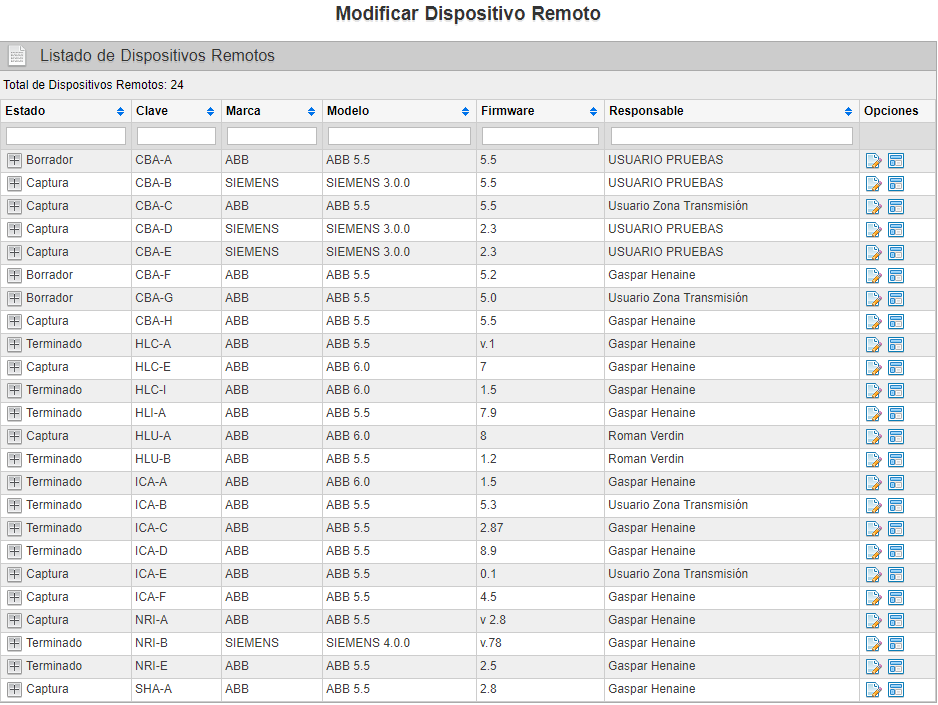 Modificar Dispositivo Remoto
Listado de Dispositivos Remotos
Total de Dispositivos Remotos: 24
Estado Clave Marca Modelo Firmware Responsable Opciones
Borrador CBA-A ABB ABB 5.5 5.5 USUARIO PRUEBAS
Captura CBA-B SIEMENS SIEMENS 3.0.0 5.5 USUARIO PRUEBAS
Captura CBA-C ABB ABB 5.5 5.5 Usuario Zona Transmisión
Captura CBA-D SIEMENS SIEMENS 3.0.0 2.3 USUARIO PRUEBAS
Captura CBA-E SIEMENS SIEMENS 3.0.0 2.3 USUARIO PRUEBAS
Borrador CBA-F ABB ABB 5.5 5.2 Gaspar Henaine
Borrador CBA-G ABB ABB 5.5 5.0 Usuario Zona Transmisión
Captura CBA-H ABB ABB 5.5 5.5 Gaspar Henaine
Terminado HLC-A ABB ABB 5.5 v.1 Gaspar Henaine
Captura HLC-E ABB ABB 6.0 7 Gaspar Henaine
Terminado HLC-I ABB ABB 6.0 1.5 Gaspar Henaine
Terminado HLI-A ABB ABB 5.5 7.9 Gaspar Henaine
Captura HLU-A ABB ABB 6.0 8 Roman Verdin
Terminado HLU-B ABB ABB 5.5 1.2 Roman Verdin
Terminado ICA-A ABB ABB 6.0 1.5 Gaspar Henaine
Terminado ICA-B ABB ABB 5.5 5.3 Usuario Zona Transmisión
Terminado ICA-C ABB ABB 5.5 2.87 Gaspar Henaine
Terminado ICA-D ABB ABB 5.5 8.9 Gaspar Henaine
Captura ICA-E ABB ABB 5.5 0.1 Usuario Zona Transmisión
Captura ICA-F ABB ABB 5.5 4.5 Gaspar Henaine
Captura NRI-A ABB ABB 5.5 v 2.8 Gaspar Henaine
Terminado NRI-B SIEMENS SIEMENS 4.0.0 v.78 Gaspar Henaine
Terminado NRI-E ABB ABB 5.5 2.5 Gaspar Henaine
Captura SHA-A ABB ABB 5.5 2.8 Gaspar Henaine